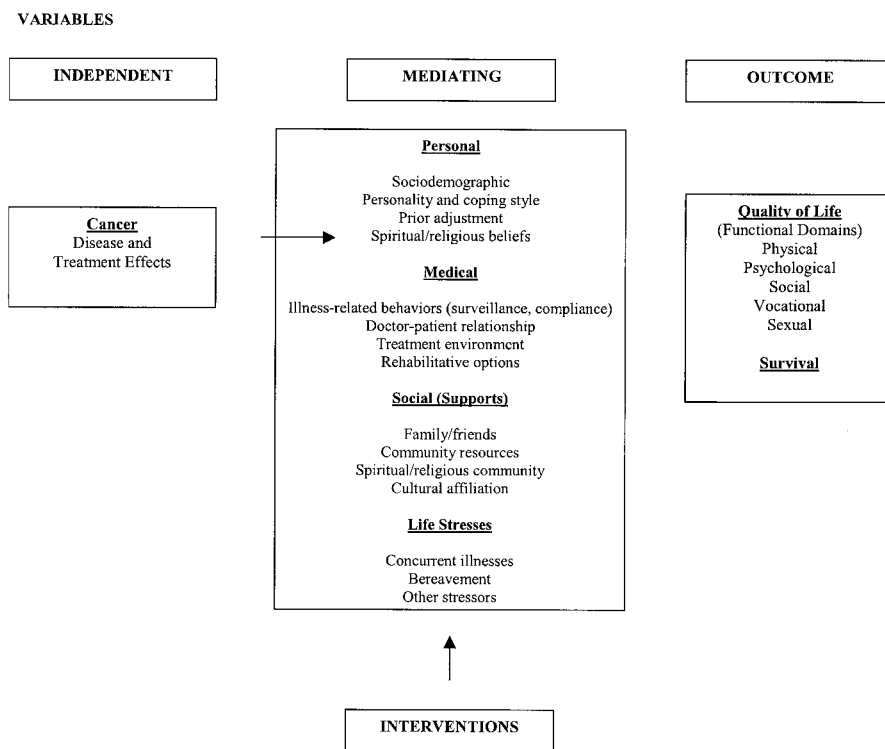 VARIABLES
INDEPENDENT
MEDIATING
OUTCOME
Cancer
Disease and
Treatment Effects
Personal
Sociodemographic
Personality and coping style
Prior adjustment
Spiritual/religious beliefs
Medical
Illness-related behaviors (surveillance, compliance)
Doctor-patient relationship
Treatment environment
Rehabilitative options
Social (Supports)
Family/friends
Community resources
Spiritual/religious community
Cultural affiliation
Life Stresses
Concurrent illnesses
Bereavement
Other stressors
Quality of Life
(Functional Domains)
Physical
Psychological
Social
Vocational
Sexual
Survival
INTERVENTIONS